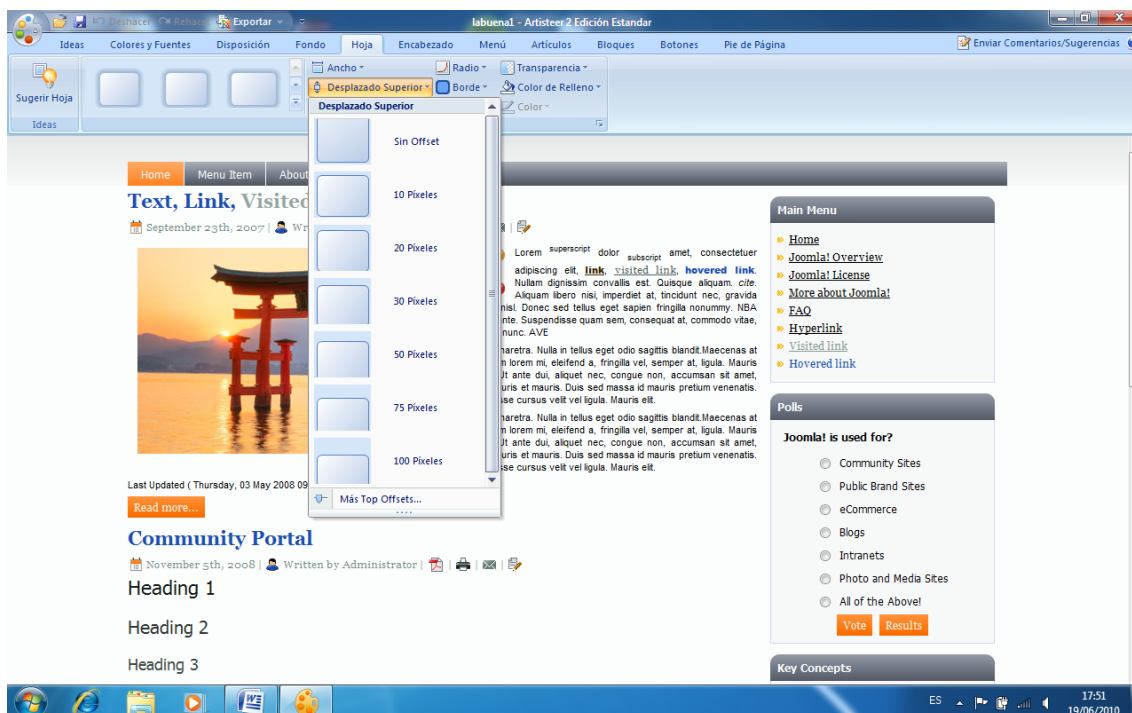 Deshacer Rehacer Exportar labuena1 - Artisteer 2 Edición Estandar
Ideas Colores y Fuentes Disposición Fondo Hoja Encabezado Menú Artículos Bloques Botones Pie de Página Enviar Comentarios/Sugerencias
Sugerir Hoja
Ideas
Ancho Radio Transparencia
Desplazado Superior Borde Color de Relleno
Color
Desplazado Superior
Sin Offset
10 Píxeles
20 Píxeles
30 Píxeles
50 Píxeles
75 Píxeles
100 Píxeles
Más Top Offsets...
Home Menu Item About
Text, Link, Visited
September 23th, 2007 |
Lorem superscript dolor subscript amet, consectetuer
adipiscing elit, link, visited link, hovered link.
Nullam dignissim convallis est. Quisque aliquam. cite.
Aliquam libero nisi, imperdiet at, tincidunt nec, gravida
nisl. Donec sed tellus eget sapien fringilla nonummy. NBA
nte. Suspendisse quam sem, consequat at, commodo vitae,
nunc. AVE
haretra. Nulla in tellus eget odio sagittis blandit.Maecenas at
n lorem mi, eleifend a, fringilla vel, semper at, ligula. Mauris
Ut ante dui, aliquet nec, congue non, accumsan sit amet,
uris et mauris. Duis sed massa id mauris pretium venenatis.
sse cursus velit vel ligula. Mauris elit.
haretra. Nulla in tellus eget odio sagittis blandit.Maecenas at
n lorem mi, eleifend a, fringilla vel, semper at, ligula. Mauris
Ut ante dui, aliquet nec, congue non, accumsan sit amet,
uris et mauris. Duis sed massa id mauris pretium venenatis.
sse cursus velit vel ligula. Mauris elit.
Last Updated ( Thursday, 03 May 2008 09
Read more...
Community Portal
November 5th, 2008 | Written by Administrator | | | |
Heading 1
Heading 2
Heading 3
Main Menu
Home
Joomla! Overview
Joomla! License
More about Joomla!
FAQ
Hyperlink
Visited link
Hovered link
Polls
Joomla! is used for?
Community Sites
Public Brand Sites
eCommerce
Blogs
Intranets
Photo and Media Sites
All of the Above!
Vote Results
Key Concepts
ES 17:51
19/06/2010